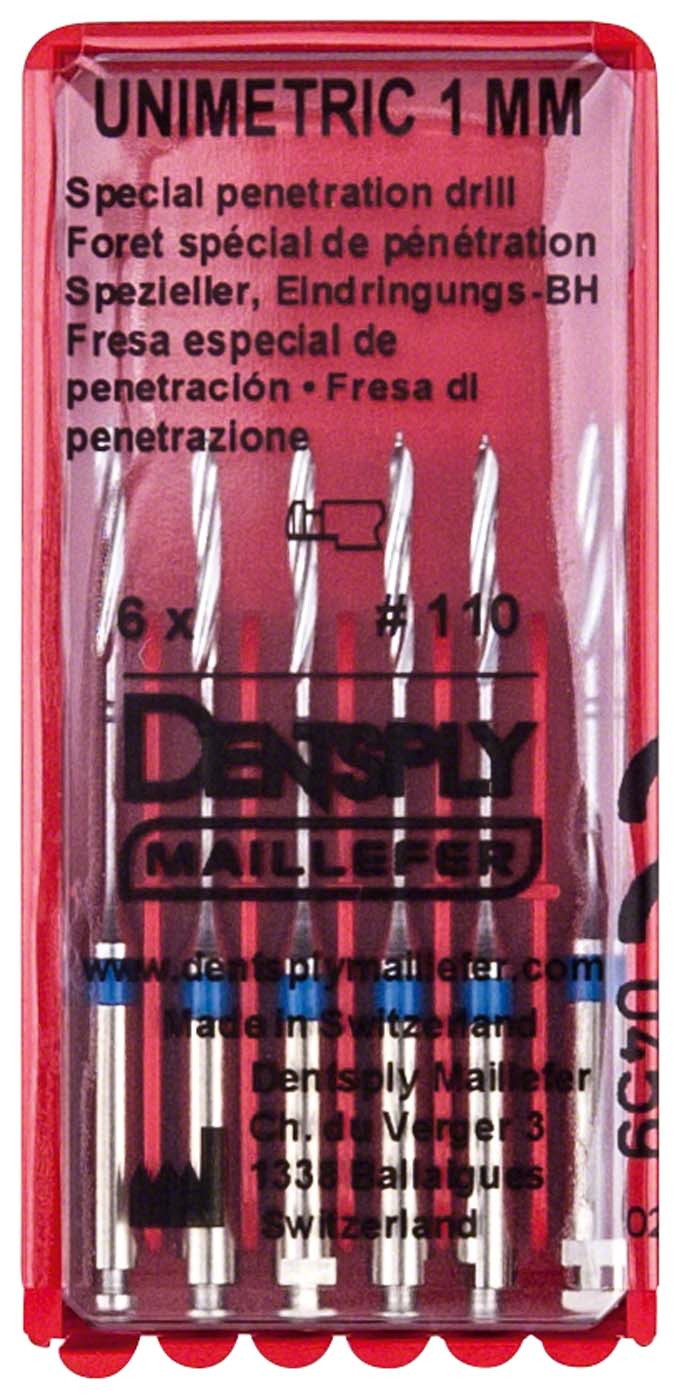 UNIMETRIC 1 MM
Special penetration drill
Foret spécial de pénétration
Spezieller, Eindringungs-BH
Fresa especial de
penetración • Fresa di
penetrazione
6 x # 110
DENTSPLY
MAILLEFER
www.dentsplymaillefer.com
Made in Switzerland
Dentsply Maillefer
Ch. du Verger 3
1338 Ballaigues
Switzerland
0459